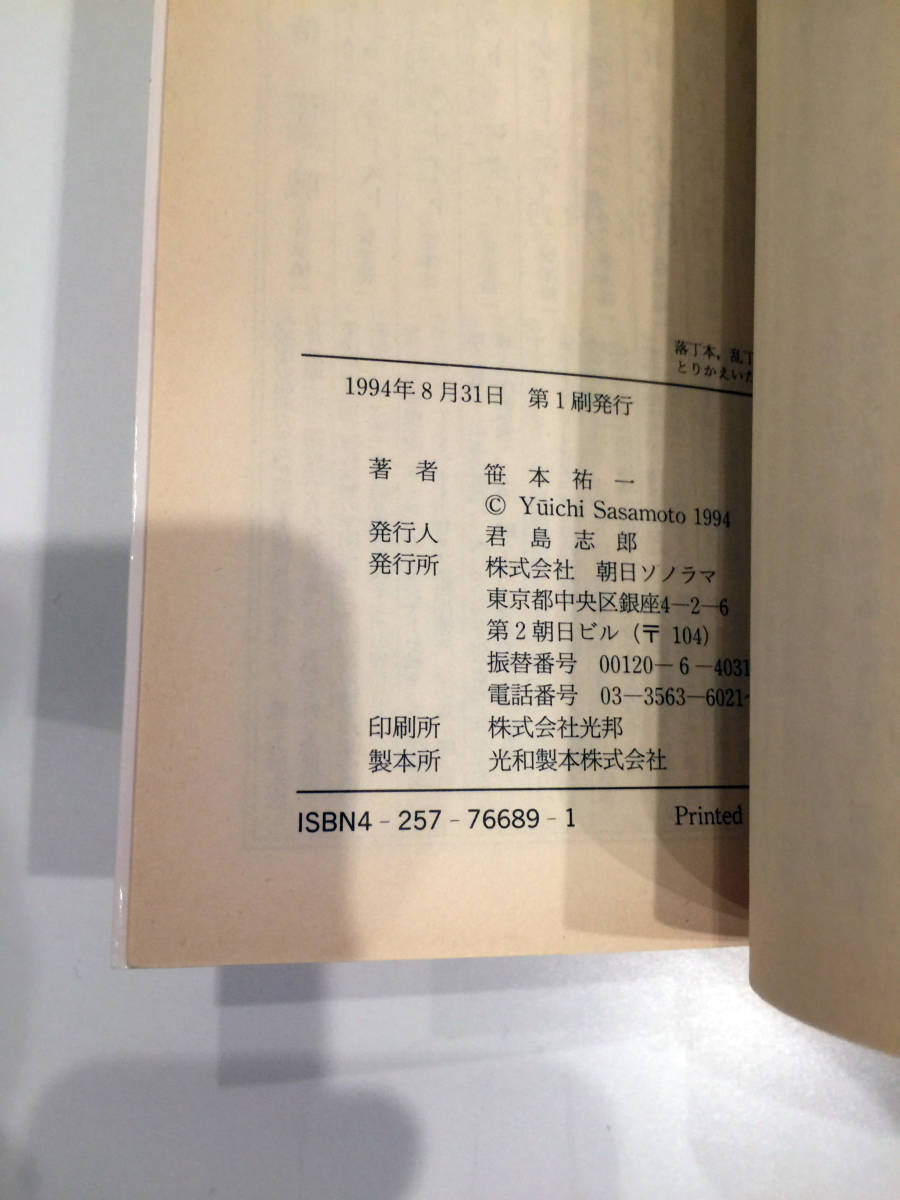 落丁本，乱丁
とりかえいた
1994年8月31日　第1刷発行
著者　笹本祐一
© Yūichi Sasamoto 1994
発行人　君島志郎
発行所　株式会社　朝日ソノラマ
東京都中央区銀座4―2―6
第2朝日ビル（〒104）
振替番号　00120―6―4031
電話番号　03―3563―6021
印刷所　株式会社光邦
製本所　光和製本株式会社
ISBN4-257-76689-1　Printed